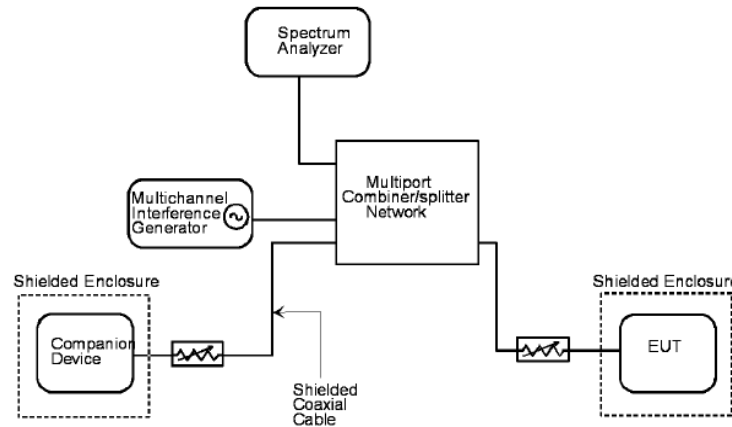 Spectrum
Analyzer
Multiport
Combiner/splitter
Network
Multichannel
Interference
Generator
Shielded Enclosure
Companion
Device
Shielded
Coaxial
Cable
Shielded Enclosure
EUT